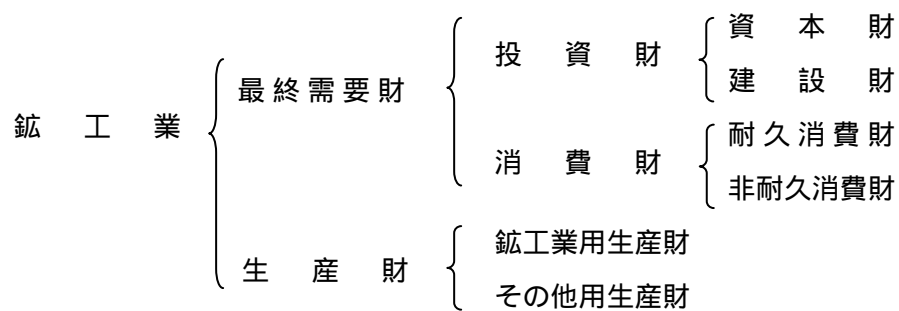 資本財
投資財
建設財
最終需要財
鉱工業
耐久消費財
消費財
非耐久消費財
鉱工業用生産財
生産財
その他用生産財